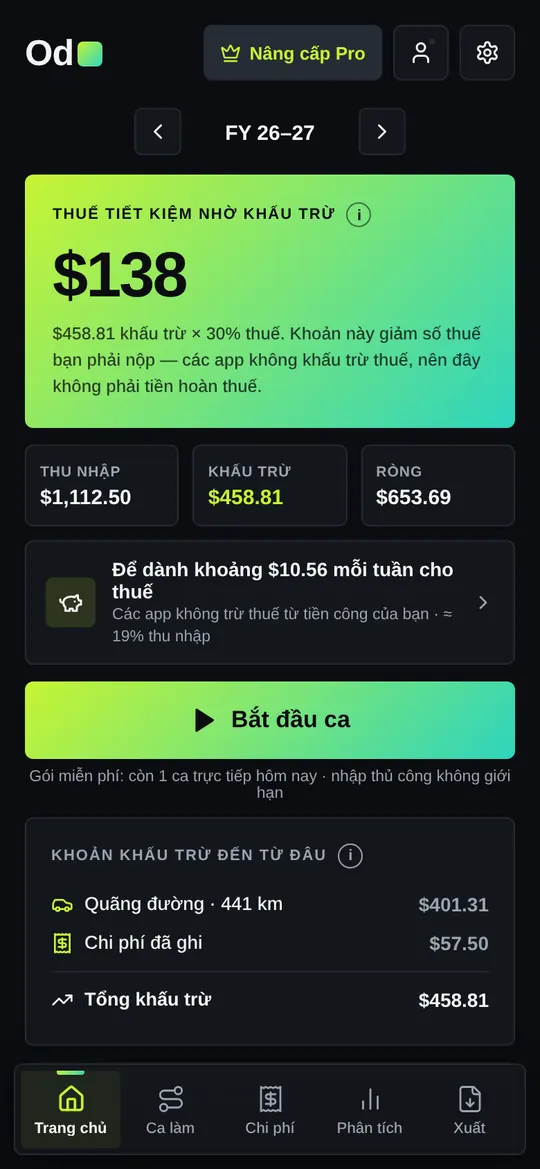 Od
Nâng cấp Pro
FY 26–27
THUẾ TIẾT KIỆM NHỜ KHẤU TRỪ
$138
$458.81 khấu trừ × 30% thuế. Khoản này giảm số thuế
bạn phải nộp — các app không khấu trừ thuế, nên đây
không phải tiền hoàn thuế.
THU NHẬP
$1,112.50
KHẤU TRỪ
$458.81
RÒNG
$653.69
Để dành khoảng $10.56 mỗi tuần cho
thuế
Các app không trừ thuế từ tiền công của bạn · ≈
19% thu nhập
Bắt đầu ca
Gói miễn phí: còn 1 ca trực tiếp hôm nay · nhập thủ công không giới
hạn
KHOẢN KHẤU TRỪ ĐẾN TỪ ĐÂU
Quãng đường · 441 km $401.31
Chi phí đã ghi $57.50
Tổng khấu trừ $458.81
Trang chủ Ca làm Chi phí Phân tích Xuất